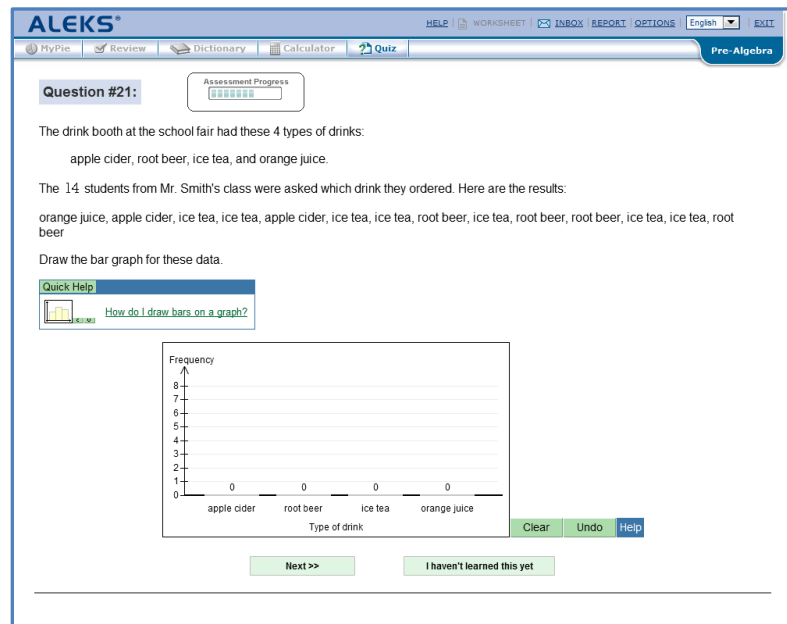 ALEKS®
HELP | WORKSHEET | INBOX | REPORT | OPTIONS | English | EXIT
MyPie Review Dictionary Calculator Quiz
Pre-Algebra
Question #21:
Assessment Progress
The drink booth at the school fair had these 4 types of drinks:
apple cider, root beer, ice tea, and orange juice.
The 14 students from Mr. Smith's class were asked which drink they ordered. Here are the results:
orange juice, apple cider, ice tea, ice tea, apple cider, ice tea, ice tea, root beer, ice tea, root beer, root beer, ice tea, ice tea, root
beer
Draw the bar graph for these data.
Quick Help
How do I draw bars on a graph?
Frequency
8
7
6
5
4
3
2
1
0
0 0 0 0
apple cider root beer ice tea orange juice
Type of drink
Clear Undo Help
Next >> I haven't learned this yet